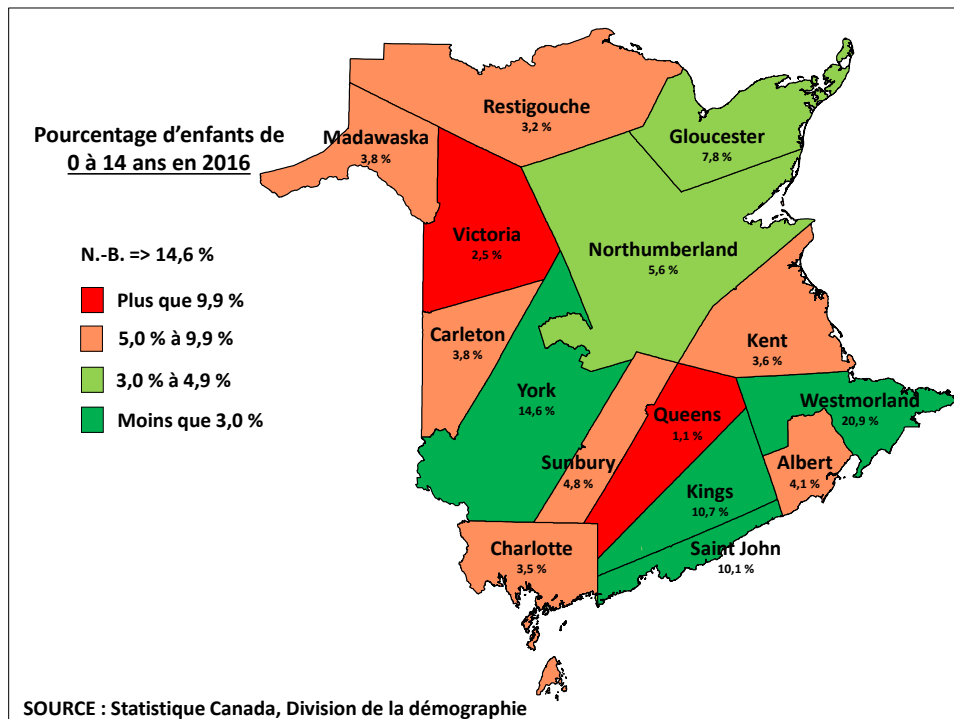 Pourcentage d’enfants de
0 à 14 ans en 2016
N.-B. => 14,6 %
Plus que 9,9 %
5,0 % à 9,9 %
3,0 % à 4,9 %
Moins que 3,0 %
Restigouche
3,2 %
Madawaska
3,8 %
Gloucester
7,8 %
Victoria
2,5 %
Northumberland
5,6 %
Carleton
3,8 %
Kent
3,6 %
York
14,6 %
Westmorland
20,9 %
Queens
1,1 %
Sunbury
4,8 %
Albert
4,1 %
Kings
10,7 %
Charlotte
3,5 %
Saint John
10,1 %
SOURCE : Statistique Canada, Division de la démographie